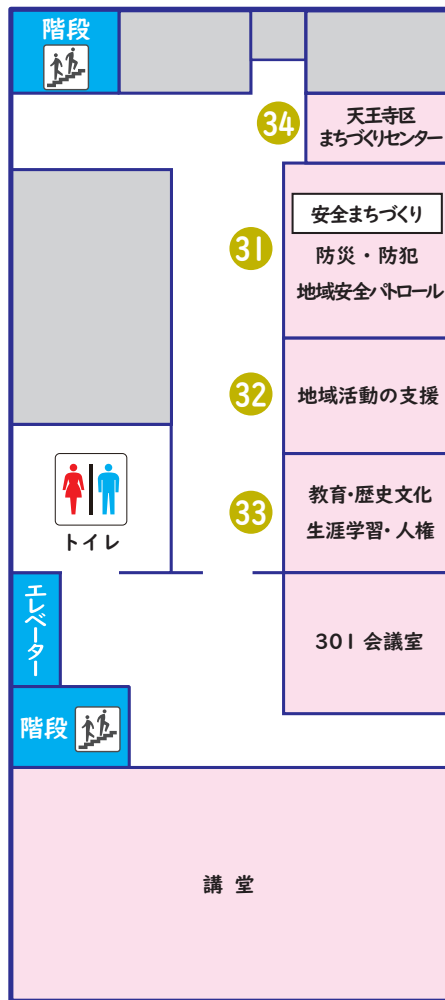 階段
34
天王寺区
まちづくりセンター
31
安全まちづくり
防災・防犯
地域安全パトロール
32
地域活動の支援
33
教育・歴史文化
生涯学習・人権
トイレ
エレベーター
301 会議室
階段
講 堂